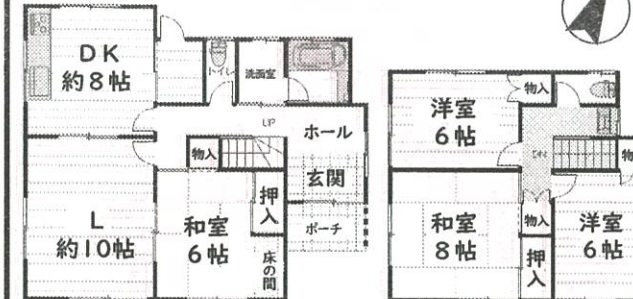 DK
約8帖
トイレ
洗面室
UP
ホール
物入
玄関
押入
L
約10帖
和室
6帖
床の間
ポーチ
洋室
6帖
物入
DN
物
和室
8帖
物入
押入
洋室
6帖